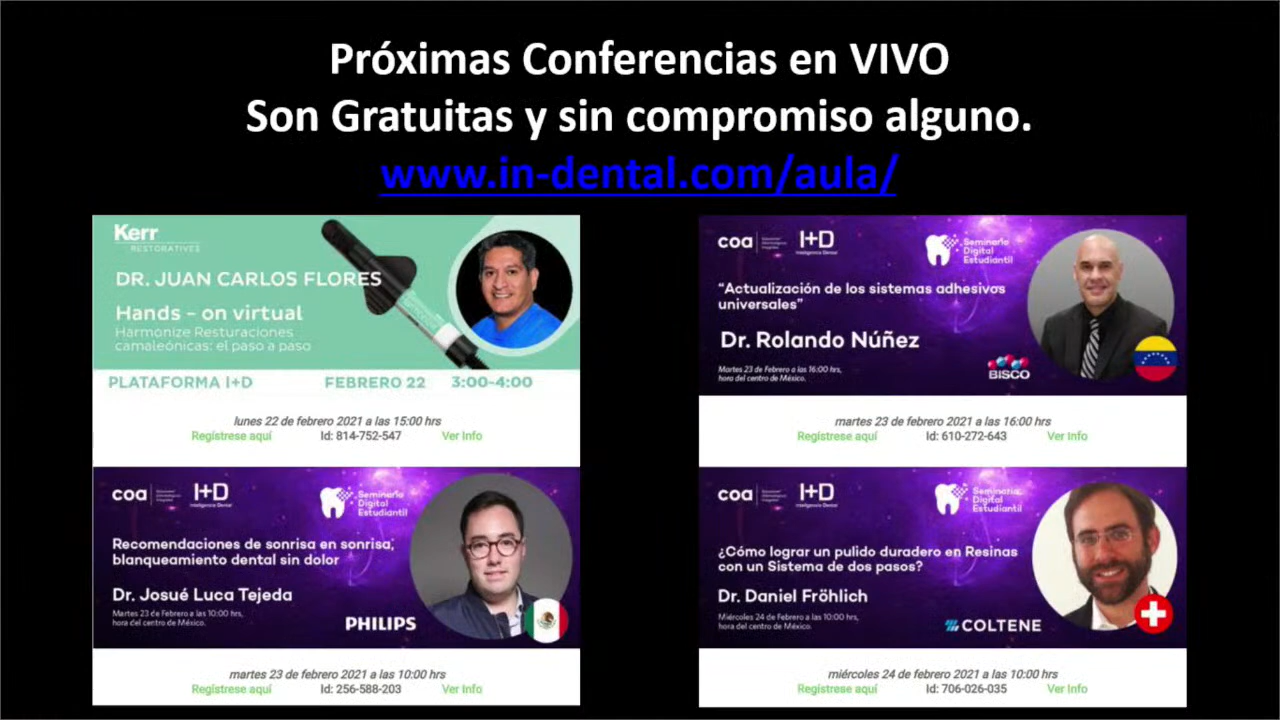 Próximas Conferencias en VIVO
Son Gratuitas y sin compromiso alguno.
www.in-dental.com/aula/
Kerr
RESTORATIVES
DR. JUAN CARLOS FLORES
Hands – on virtual
Harmonize Resturaciones
camaleónicas: el paso a paso
PLATAFORMA I+D FEBRERO 22 3:00-4:00
lunes 22 de febrero 2021 a las 15:00 hrs
Regístrese aquí Id: 814-752-547 Ver Info
coa I+D
Inteligencia Dental
Seminario
Digital
Estudiantil
“Actualización de los sistemas adhesivos
universales”
Dr. Rolando Núñez
Martes 23 de Febrero a las 16:00 hrs,
hora del centro de México.
BISCO
martes 23 de febrero 2021 a las 16:00 hrs
Regístrese aquí Id: 610-272-643 Ver Info
coa I+D
Inteligencia Dental
Seminario
Digital
Estudiantil
Recomendaciones de sonrisa en sonrisa,
blanqueamiento dental sin dolor
Dr. Josué Luca Tejeda
Martes 23 de Febrero a las 10:00 hrs,
hora del centro de México.
PHILIPS
martes 23 de febrero 2021 a las 10:00 hrs
Regístrese aquí Id: 256-588-203 Ver Info
coa I+D
Inteligencia Dental
Seminario
Digital
Estudiantil
¿Cómo lograr un pulido duradero en Resinas
con un Sistema de dos pasos?
Dr. Daniel Fröhlich
Miércoles 24 de Febrero a las 10:00 hrs,
hora del centro de México.
COLTENE
miércoles 24 de febrero 2021 a las 10:00 hrs
Regístrese aquí Id: 706-026-035 Ver Info